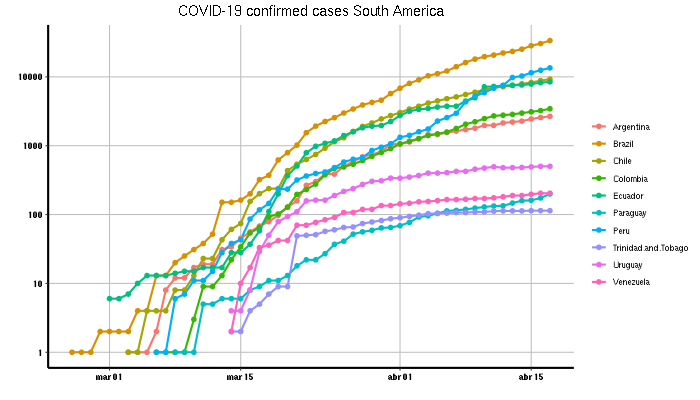 COVID-19 confirmed cases South America
10000
1000
100
10
1
mar 01
mar 15
abr 01
abr 15
Argentina
Brazil
Chile
Colombia
Ecuador
Paraguay
Peru
Trinidad.and.Tobago
Uruguay
Venezuela